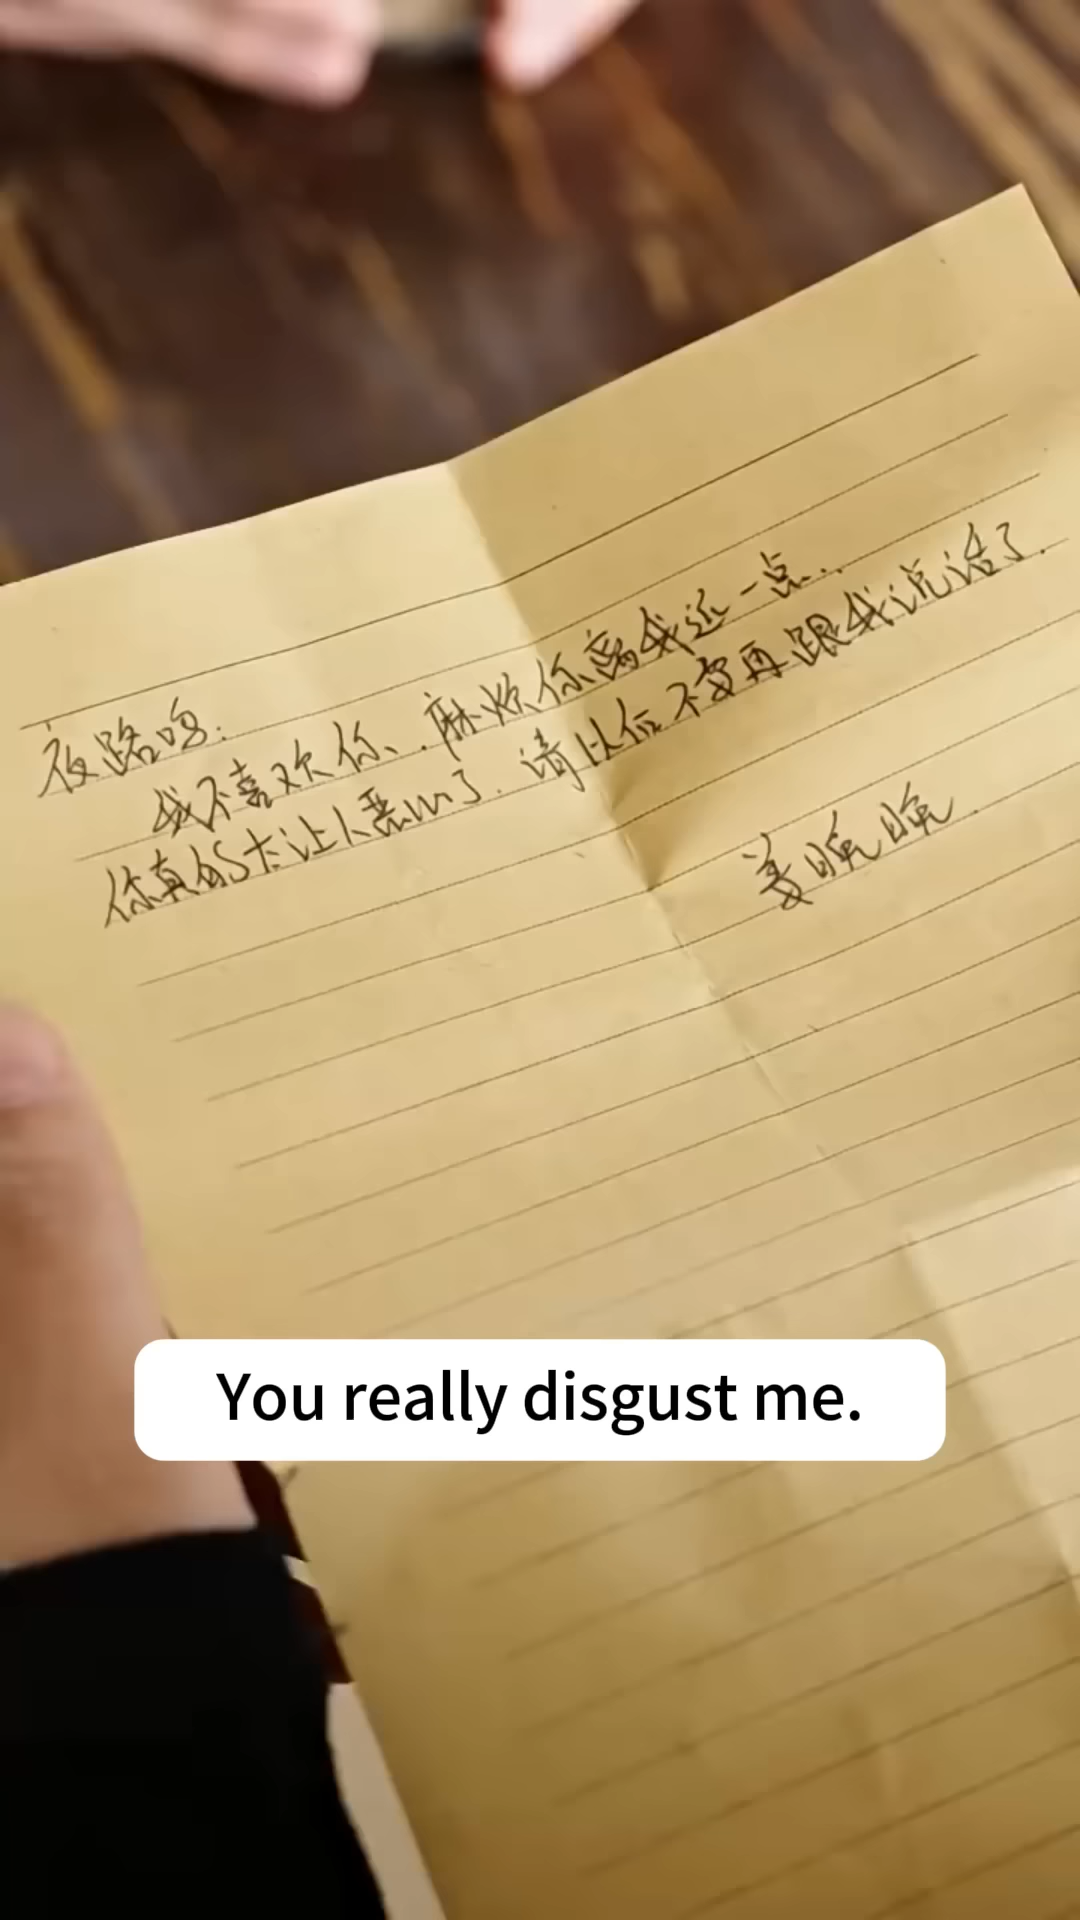 夜路鸣:
我不喜欢你、麻烦你离我远一点..
你真的太让人恶心了.请以后不要再跟我说话了.
姜晚晚.
You really disgust me.